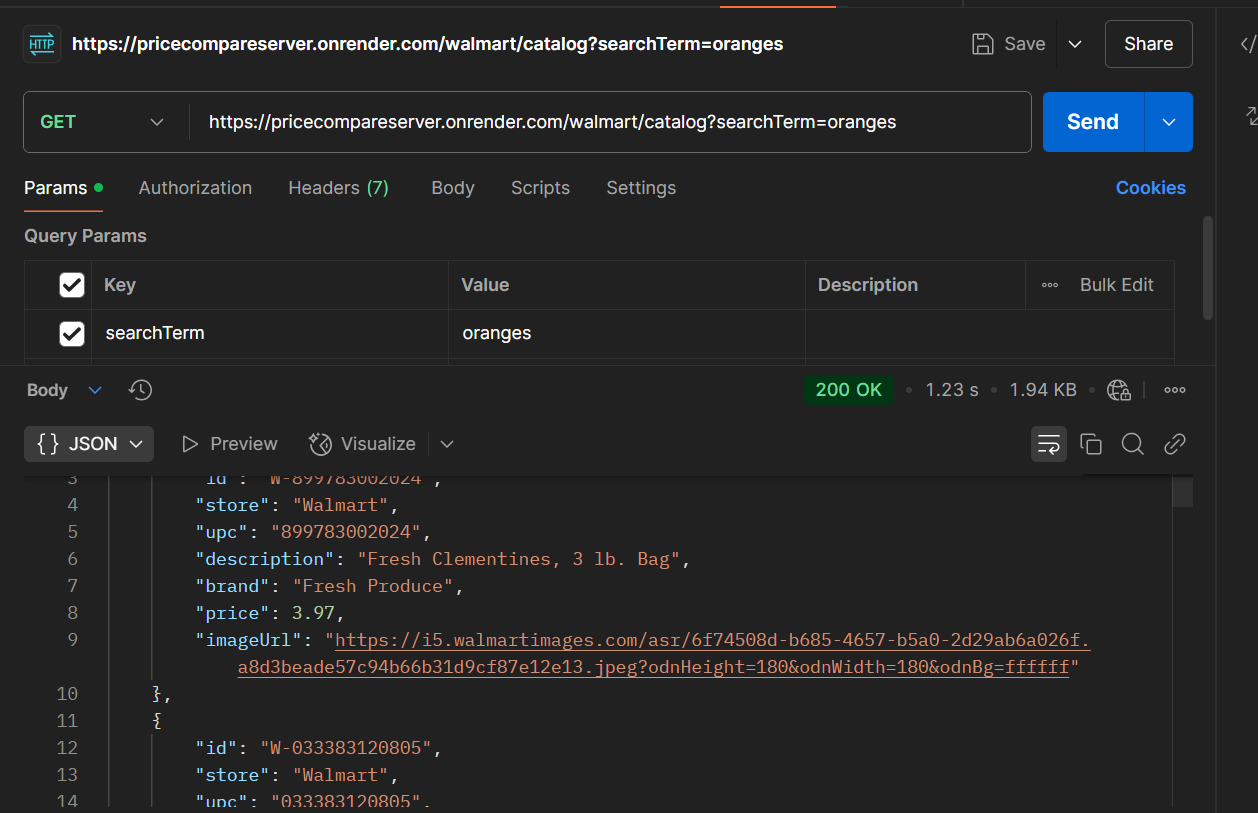 HTTP https://pricecompareserver.onrender.com/walmart/catalog?searchTerm=oranges Save Share </
GET https://pricecompareserver.onrender.com/walmart/catalog?searchTerm=oranges Send
Params Authorization Headers (7) Body Scripts Settings Cookies
Query Params
Key Value Description Bulk Edit
searchTerm oranges
Body 200 OK 1.23 s 1.94 KB
{} JSON Preview Visualize
3 "id": "W-899783002024",
4 "store": "Walmart",
5 "upc": "899783002024",
6 "description": "Fresh Clementines, 3 lb. Bag",
7 "brand": "Fresh Produce",
8 "price": 3.97,
9 "imageUrl": "https://i5.walmartimages.com/asr/6f74508d-b685-4657-b5a0-2d29ab6a026f.
a8d3beade57c94b66b31d9cf87e12e13.jpeg?odnHeight=180&odnWidth=180&odnBg=ffffff"
10 },
11 {
12 "id": "W-033383120805",
13 "store": "Walmart",
14 "upc": "033383120805",